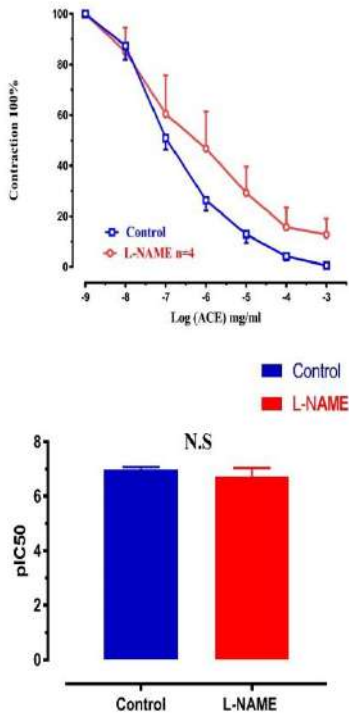 Contraction 100%
100
80
60
40
20
0
Control
L-NAME n=4
-9 -8 -7 -6 -5 -4 -3
Log (ACE) mg/ml
Control
L-NAME
N.S
pIC50
8
6
4
2
0
Control L-NAME